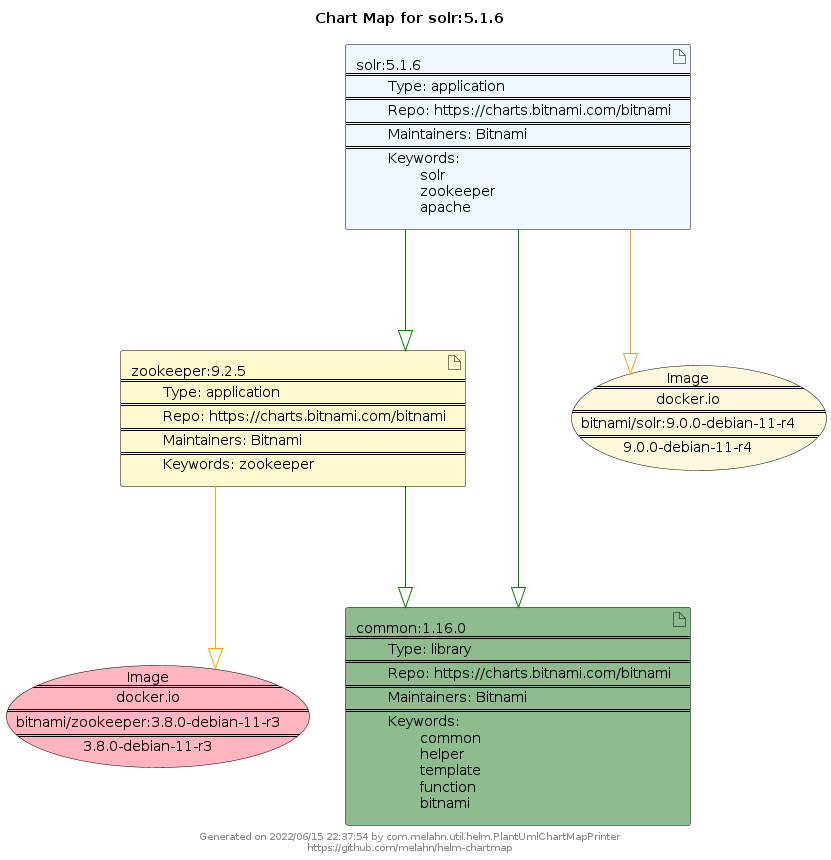 Chart Map for solr:5.1.6
solr:5.1.6
Type: application
Repo: https://charts.bitnami.com/bitnami
Maintainers: Bitnami
Keywords:
solr
zookeeper
apache
zookeeper:9.2.5
Type: application
Repo: https://charts.bitnami.com/bitnami
Maintainers: Bitnami
Keywords: zookeeper
Image
docker.io
bitnami/solr:9.0.0-debian-11-r4
9.0.0-debian-11-r4
common:1.16.0
Type: library
Repo: https://charts.bitnami.com/bitnami
Maintainers: Bitnami
Keywords:
common
helper
template
function
bitnami
Image
docker.io
bitnami/zookeeper:3.8.0-debian-11-r3
3.8.0-debian-11-r3
Generated on 2022/06/15 22:37:54 by com.melahn.util.helm.PlantUmlChartMapPrinter
https://github.com/melahn/helm-chartmap